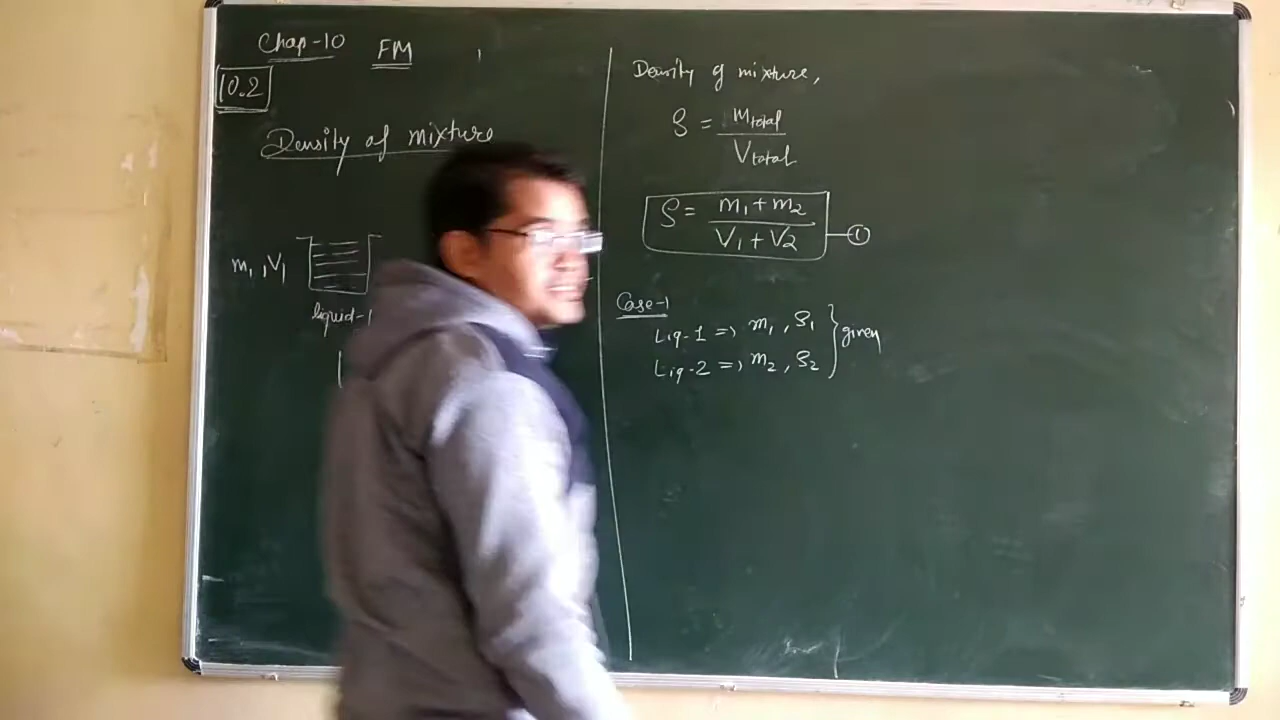 Chap-10 FM
10.2
Density of mixture
m₁, V₁
liquid-1
Density of mixture,
ρ = mtotal / Vtotal
ρ = m₁ + m₂ / V₁ + V₂ ①
Case-1
Liq-1 ⇒ m₁, ρ₁
Liq-2 ⇒ m₂, ρ₂
} given